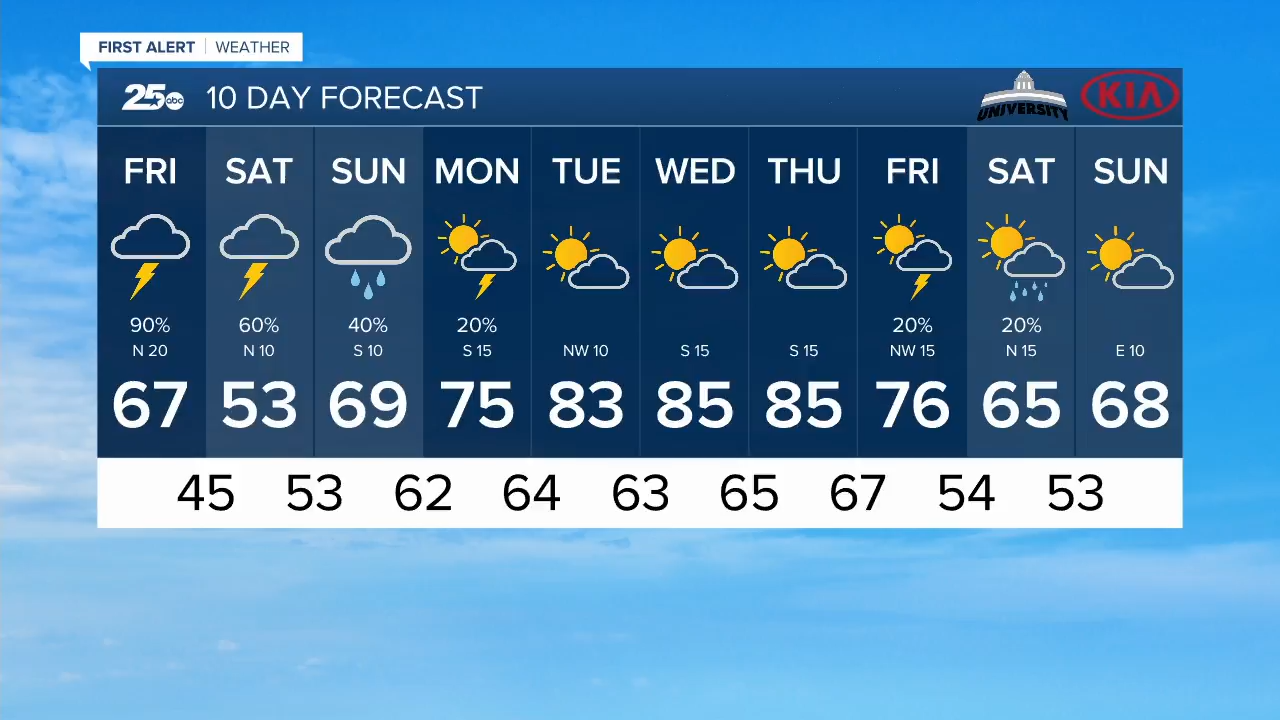 FIRST ALERT | WEATHER
25 abc 10 DAY FORECAST UNIVERSITY KIA
FRI SAT SUN MON TUE WED THU FRI SAT SUN
90% 60% 40% 20% 20% 20%
N 20 N 10 S 10 S 15 NW 10 S 15 S 15 NW 15 N 15 E 10
67 53 69 75 83 85 85 76 65 68
45 53 62 64 63 65 67 54 53